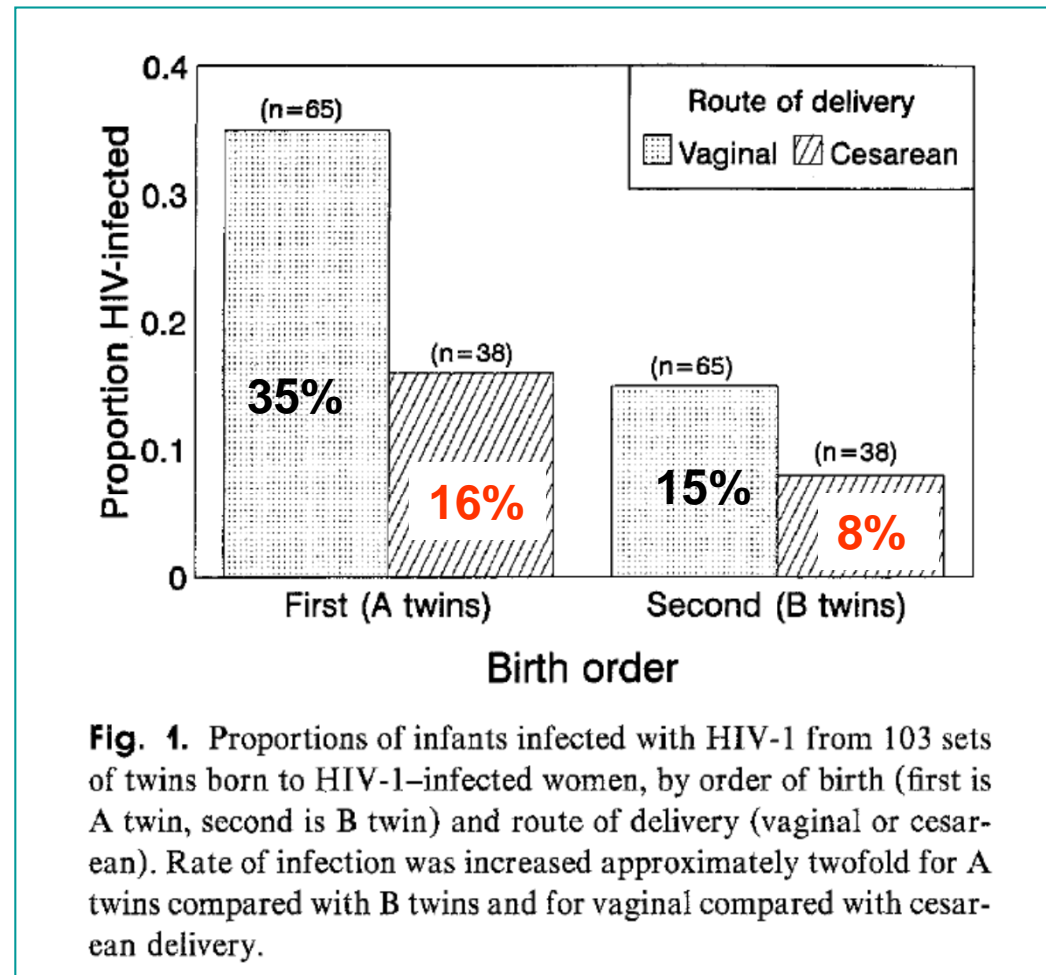 Proportion HIV-infected
0.4
0.3
0.2
0.1
0
Route of delivery
Vaginal Cesarean
(n=65)
35%
(n=38)
16%
(n=65)
15%
(n=38)
8%
First (A twins) Second (B twins)
Birth order
Fig. 1. Proportions of infants infected with HIV-1 from 103 sets
of twins born to HIV-1–infected women, by order of birth (first is
A twin, second is B twin) and route of delivery (vaginal or cesar-
ean). Rate of infection was increased approximately twofold for A
twins compared with B twins and for vaginal compared with cesar-
ean delivery.